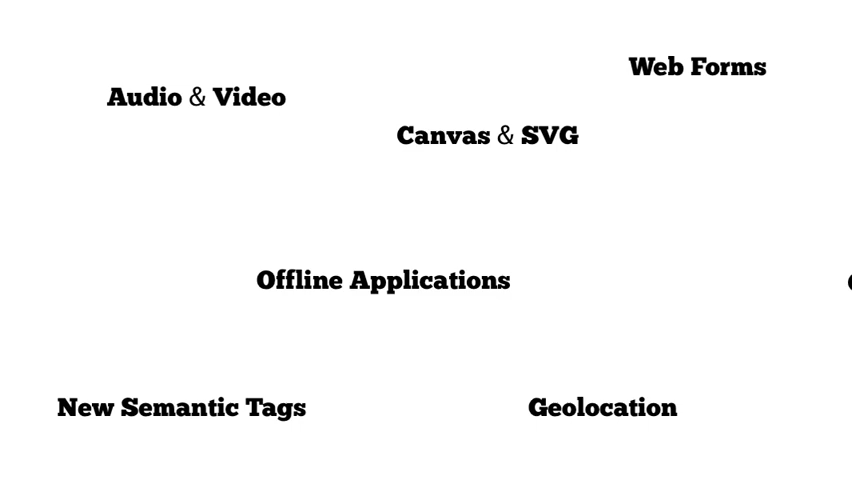 Web Forms
Audio & Video
Canvas & SVG
Offline Applications
New Semantic Tags
Geolocation